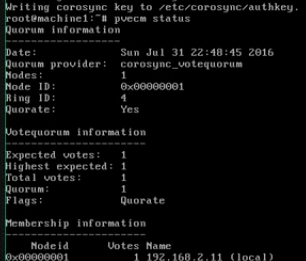 Writing corosync key to /etc/corosync/authkey.
root@machine1:~# pvecm status
Quorum information
------------------
Date:             Sun Jul 31 22:48:45 2016
Quorum provider:  corosync_votequorum
Nodes:            1
Node ID:          0x00000001
Ring ID:          4
Quorate:          Yes

Votequorum information
----------------------
Expected votes:   1
Highest expected: 1
Total votes:      1
Quorum:           1
Flags:            Quorate

Membership information
----------------------
    Nodeid      Votes Name
0x00000001          1 192.168.2.11 (local)